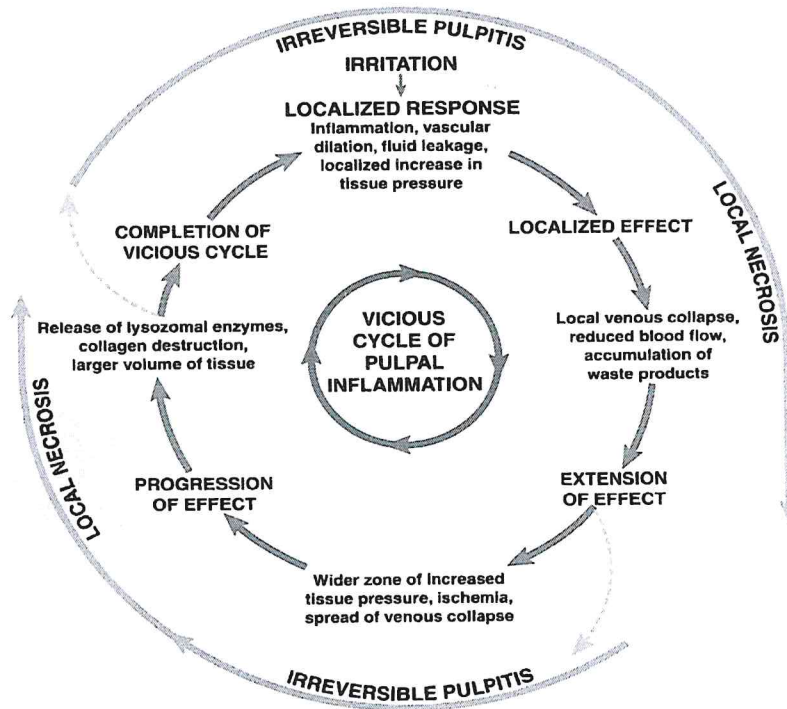 IRREVERSIBLE PULPITIS
IRRITATION
LOCALIZED RESPONSE
Inflammation, vascular
dilation, fluid leakage,
localized increase in
tissue pressure
LOCALIZED EFFECT
LOCAL NECROSIS
Local venous collapse,
reduced blood flow,
accumulation of
waste products
EXTENSION
OF EFFECT
Wider zone of increased
tissue pressure, ischemia,
spread of venous collapse
IRREVERSIBLE PULPITIS
PROGRESSION
OF EFFECT
LOCAL NECROSIS
Release of lysozomal enzymes,
collagen destruction,
larger volume of tissue
COMPLETION OF
VICIOUS CYCLE
VICIOUS
CYCLE OF
PULPAL
INFLAMMATION